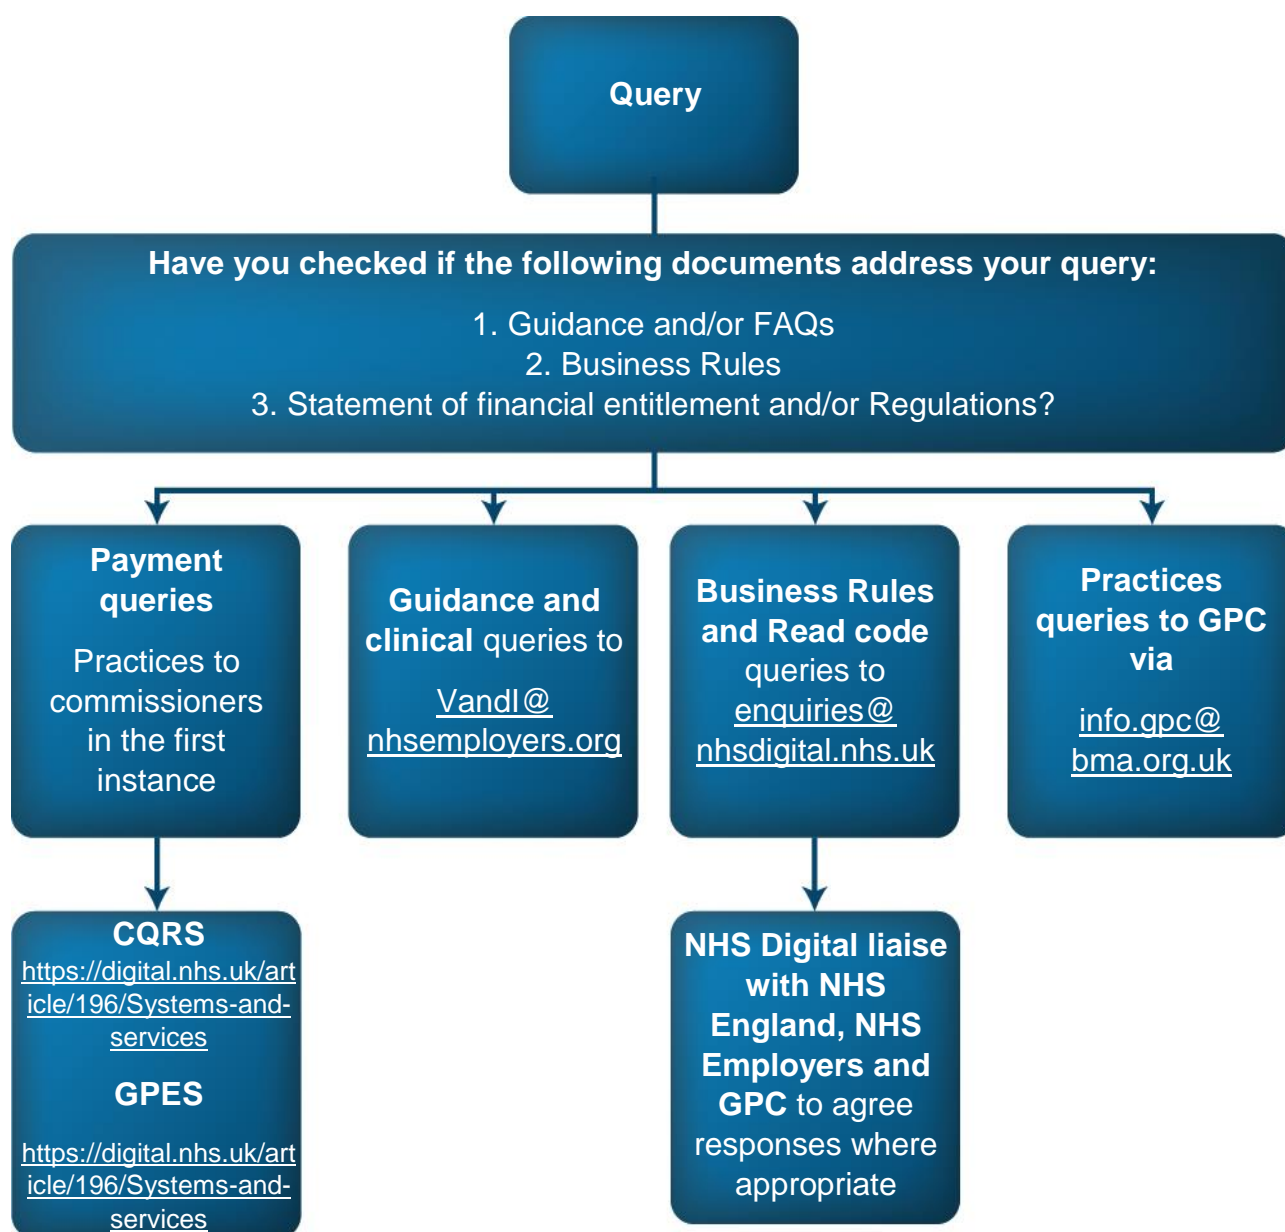 Query
Have you checked if the following documents address your query:
1. Guidance and/or FAQs
2. Business Rules
3. Statement of financial entitlement and/or Regulations?
Payment
queries
Practices to
commissioners
in the first
instance
Guidance and
clinical queries to
VandI@
nhsemployers.org
Business Rules
and Read code
queries to
enquiries@
nhsdigital.nhs.uk
Practices
queries to GPC
via
info.gpc@
bma.org.uk
CQRS
https://digital.nhs.uk/art
icle/196/Systems-and-
services
GPES
https://digital.nhs.uk/art
icle/196/Systems-and-
services
NHS Digital liaise
with NHS
England, NHS
Employers and
GPC to agree
responses where
appropriate